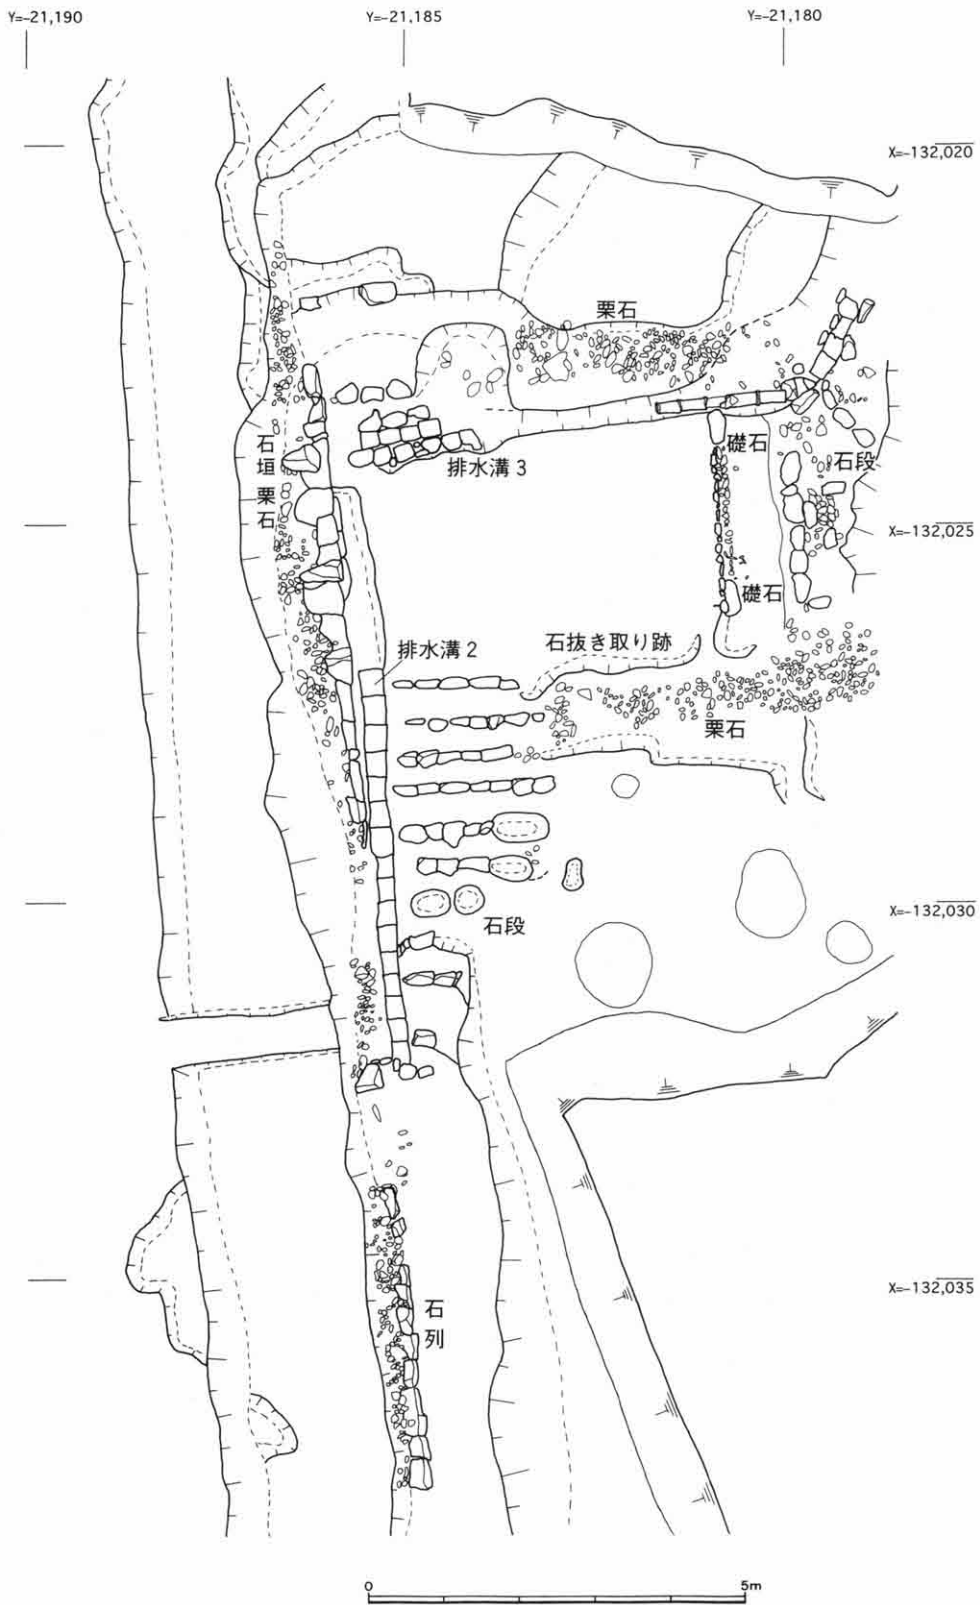 Y=-21,190
Y=-21,185
Y=-21,180
X=-132,020
栗石
石垣
栗石
排水溝3
礎石
石段
X=-132,025
礎石
石抜き取り跡
排水溝2
栗石
X=-132,030
石段
X=-132,035
石列
0
5m